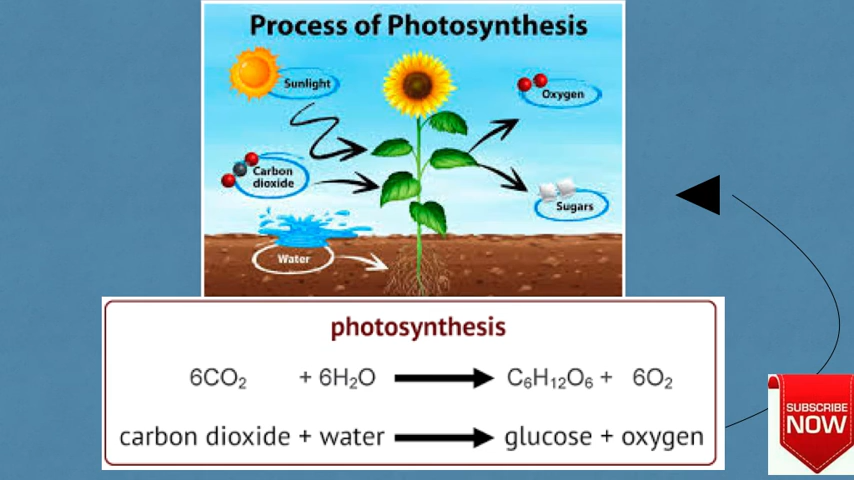 Process of Photosynthesis
Sunlight
Oxygen
Carbon
dioxide
Sugars
Water
photosynthesis
6CO₂ + 6H₂O C₆H₁₂O₆ + 6O₂
carbon dioxide + water glucose + oxygen
SUBSCRIBE
NOW